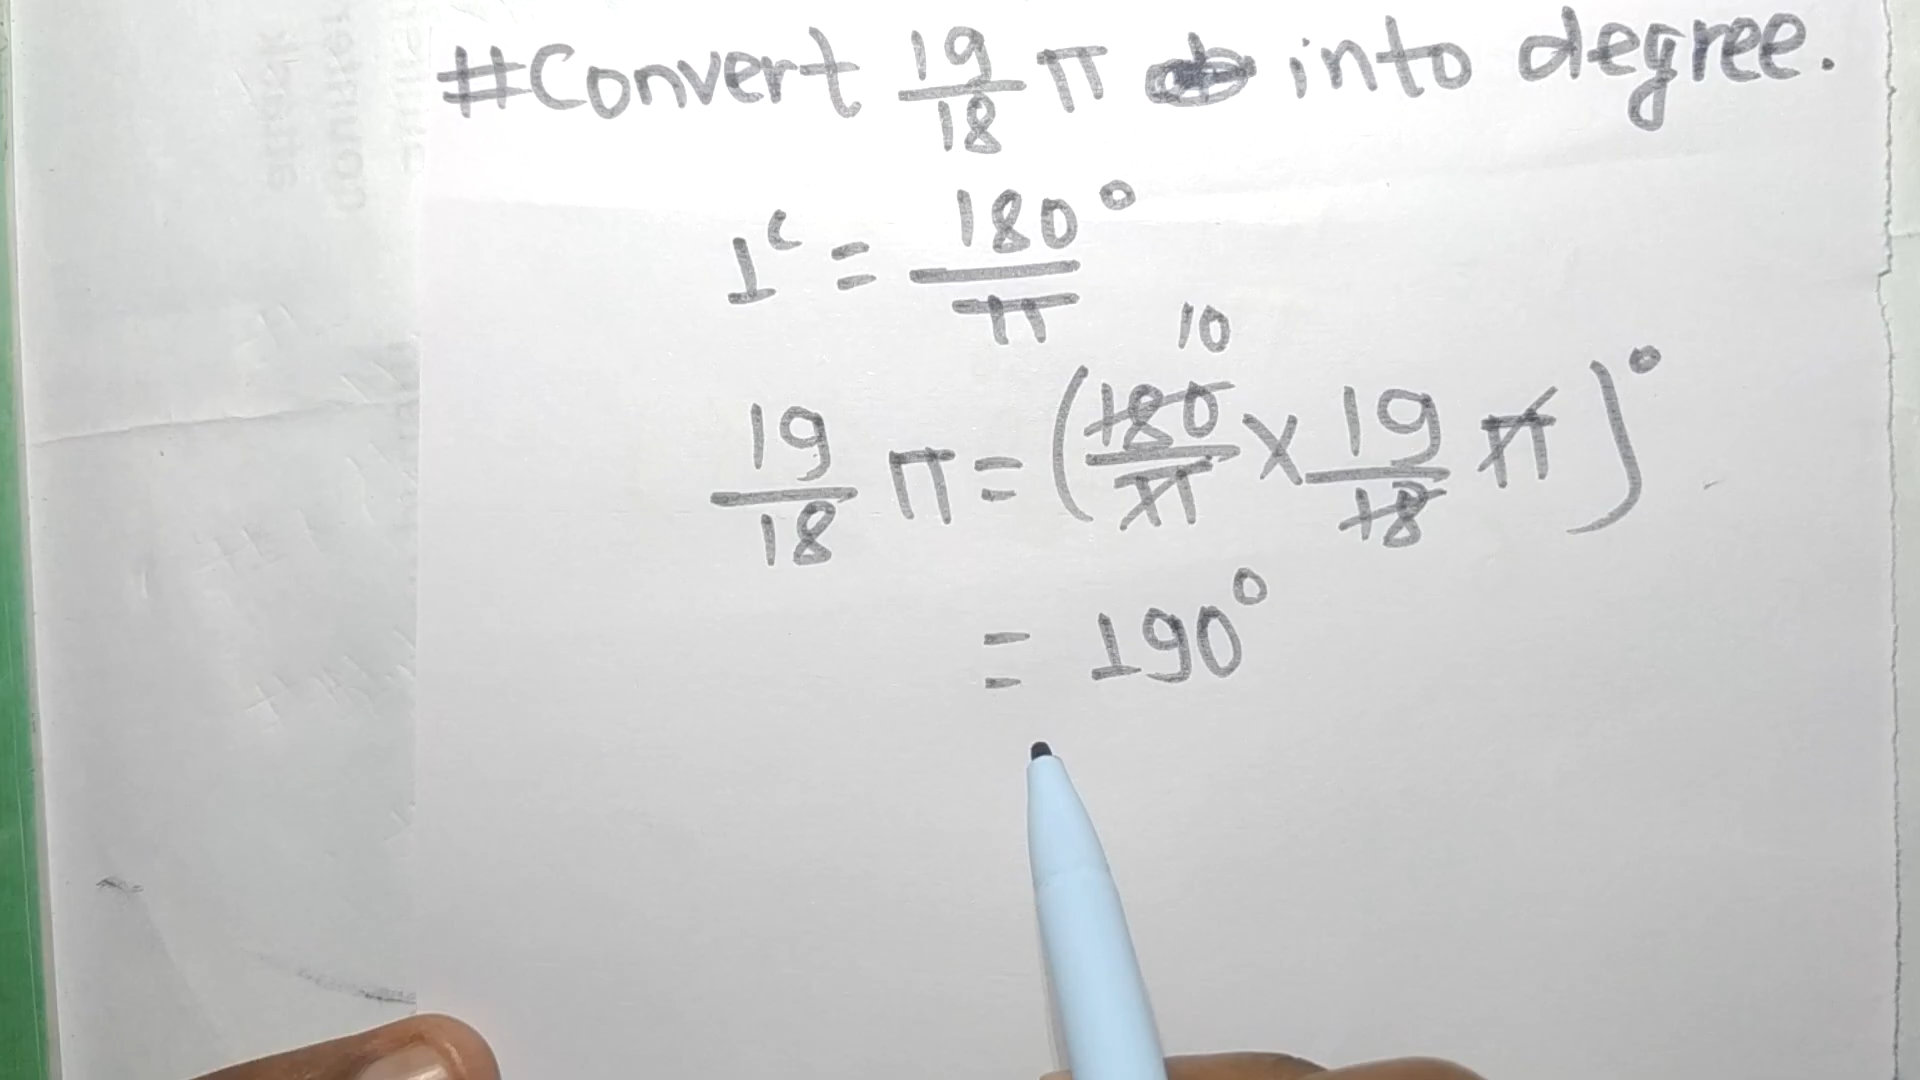 #Convert 19/18 π into degree.
1ᶜ = 180°/π
10
19/18 π = (180/π × 19/18 π)°
= 190°